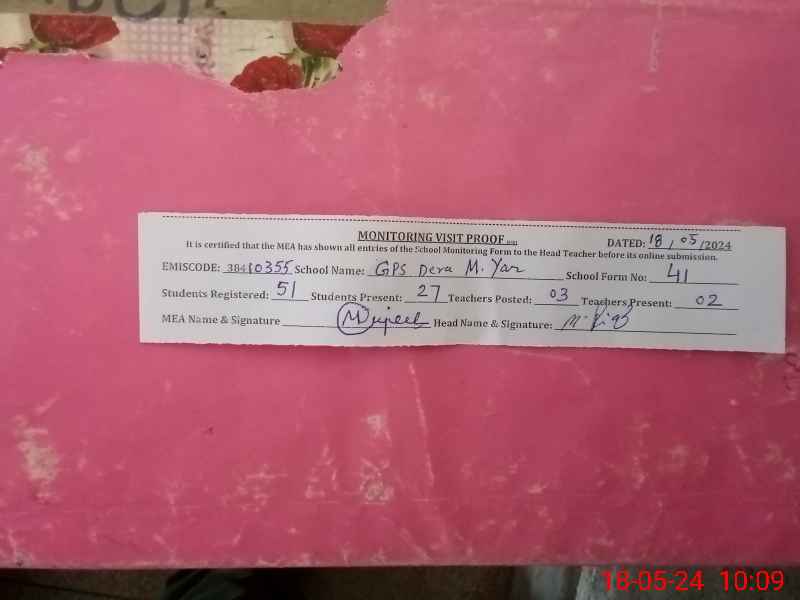 MONITORING VISIT PROOF
DATED: 18/05/2024
It is certified that the MEA has shown all entries of the School Monitoring Form to the Head Teacher before its online submission.
EMISCODE: 38410355 School Name: GPS Dera M. Yar School Form No: 41
Students Registered: 51 Students Present: 27 Teachers Posted: 03 Teachers Present: 02
MEA Name & Signature Head Name & Signature:
18-05-24 10:09